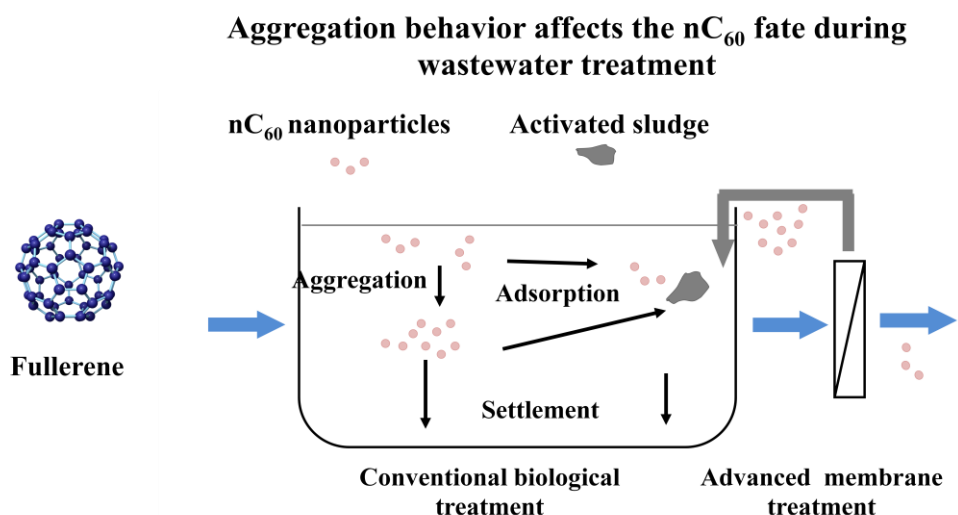 Aggregation behavior affects the nC₆₀ fate during
wastewater treatment
nC₆₀ nanoparticles
Activated sludge
Aggregation
Adsorption
Fullerene
Settlement
Conventional biological
treatment
Advanced membrane
treatment